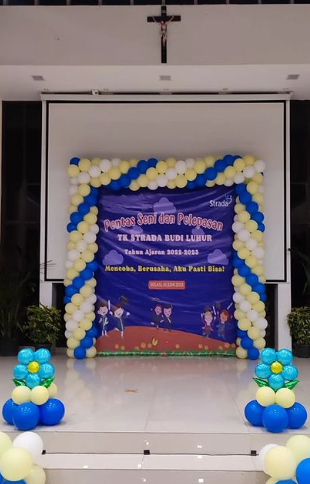 Strada
Pentas Seni dan Pelepasan
TK STRADA BUDI LUHUR
Tahun Ajaran 2022-2023
Mencoba, Berusaha, Aku Pasti Bisa!